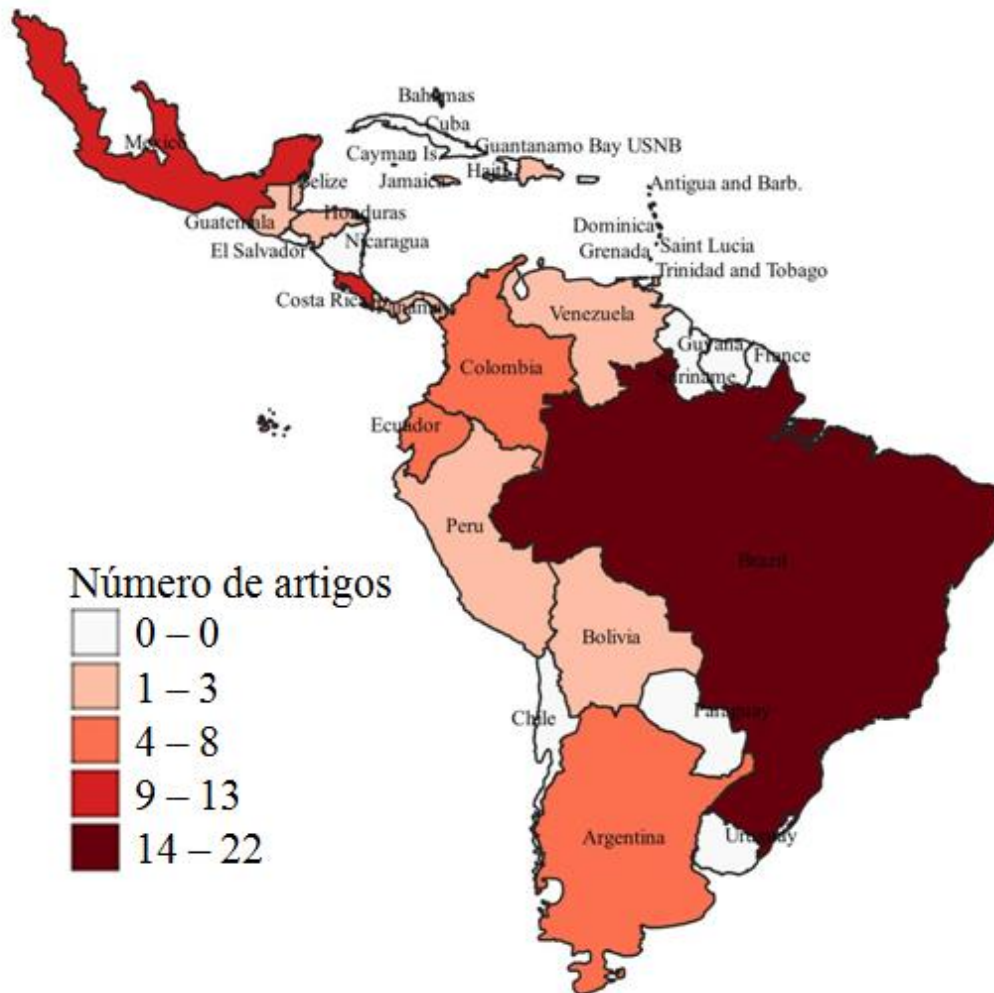 Bahamas
Cuba
Guantanamo Bay USNB
Cayman Is.
Haiti
Jamaica
Mexico
Belize
Antigua and Barb.
Honduras
Guatemala
Dominica
Nicaragua
El Salvador
Saint Lucia
Grenada
Trinidad and Tobago
Costa Rica
Panama
Venezuela
Guyana
France
Colombia
Suriname
Ecuador
Peru
Brazil
Bolivia
Chile
Paraguay
Argentina
Uruguay
Número de artigos
0 – 0
1 – 3
4 – 8
9 – 13
14 – 22